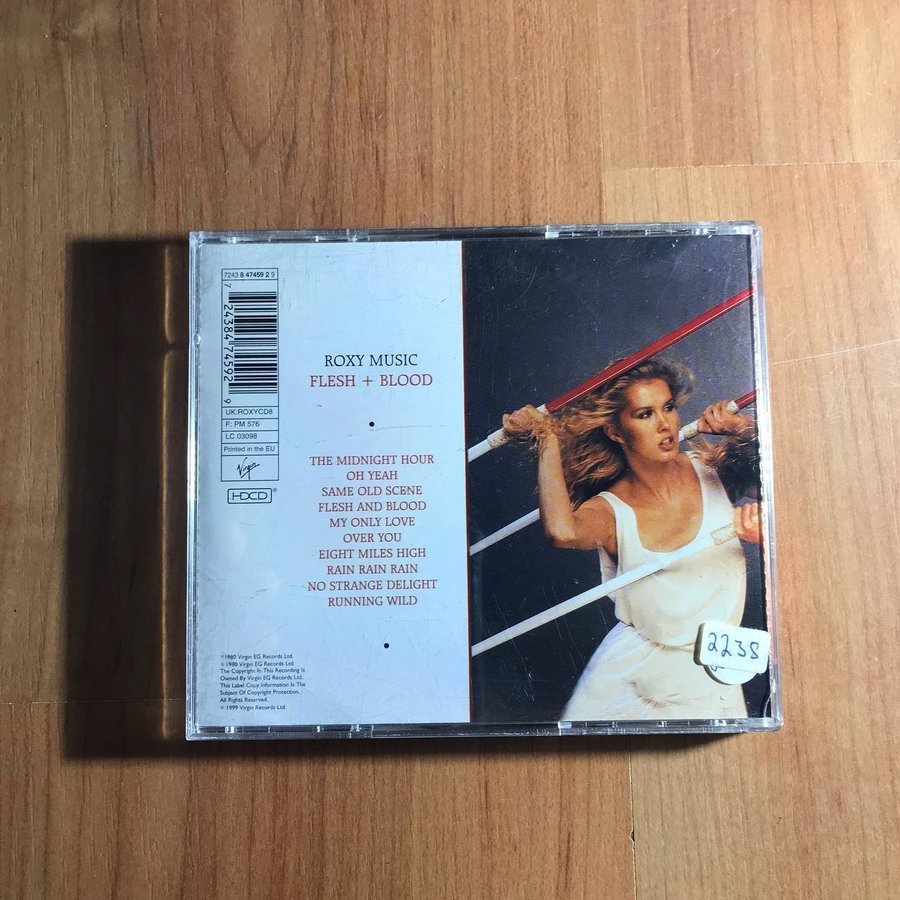 7243 8 47459 2 9
7 24384 74592 9
UK:ROXYCD8
F: PM 576
LC 03098
Printed in the EU
Virgin
HDCD®
ROXY MUSIC
FLESH + BLOOD
THE MIDNIGHT HOUR
OH YEAH
SAME OLD SCENE
FLESH AND BLOOD
MY ONLY LOVE
OVER YOU
EIGHT MILES HIGH
RAIN RAIN RAIN
NO STRANGE DELIGHT
RUNNING WILD
1980 Virgin EG Records Ltd.
1980 Virgin EG Records Ltd.
The Copyright In This Recording Is
Owned By Virgin EG Records Ltd.
This Label Copy Information Is The
Subject Of Copyright Protection.
All Rights Reserved.
1999 Virgin Records Ltd.